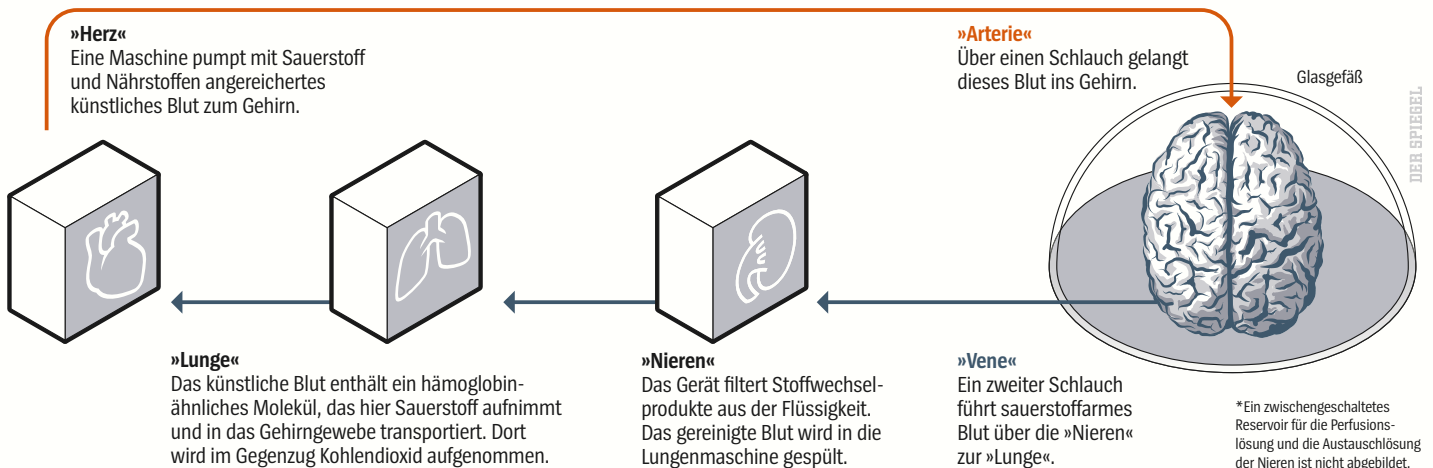 »Herz«
Eine Maschine pumpt mit Sauerstoff
und Nährstoffen angereichertes
künstliches Blut zum Gehirn.
»Arterie«
Über einen Schlauch gelangt
dieses Blut ins Gehirn.
Glasgefäß
DER SPIEGEL
»Lunge«
Das künstliche Blut enthält ein hämoglobin-
ähnliches Molekül, das hier Sauerstoff aufnimmt
und in das Gehirngewebe transportiert. Dort
wird im Gegenzug Kohlendioxid aufgenommen.
»Nieren«
Das Gerät filtert Stoffwechsel-
produkte aus der Flüssigkeit.
Das gereinigte Blut wird in die
Lungenmaschine gespült.
»Vene«
Ein zweiter Schlauch
führt sauerstoffarmes
Blut über die »Nieren«
zur »Lunge«.
*Ein zwischengeschaltetes
Reservoir für die Perfusions-
lösung und die Austauschlösung
der Nieren ist nicht abgebildet.